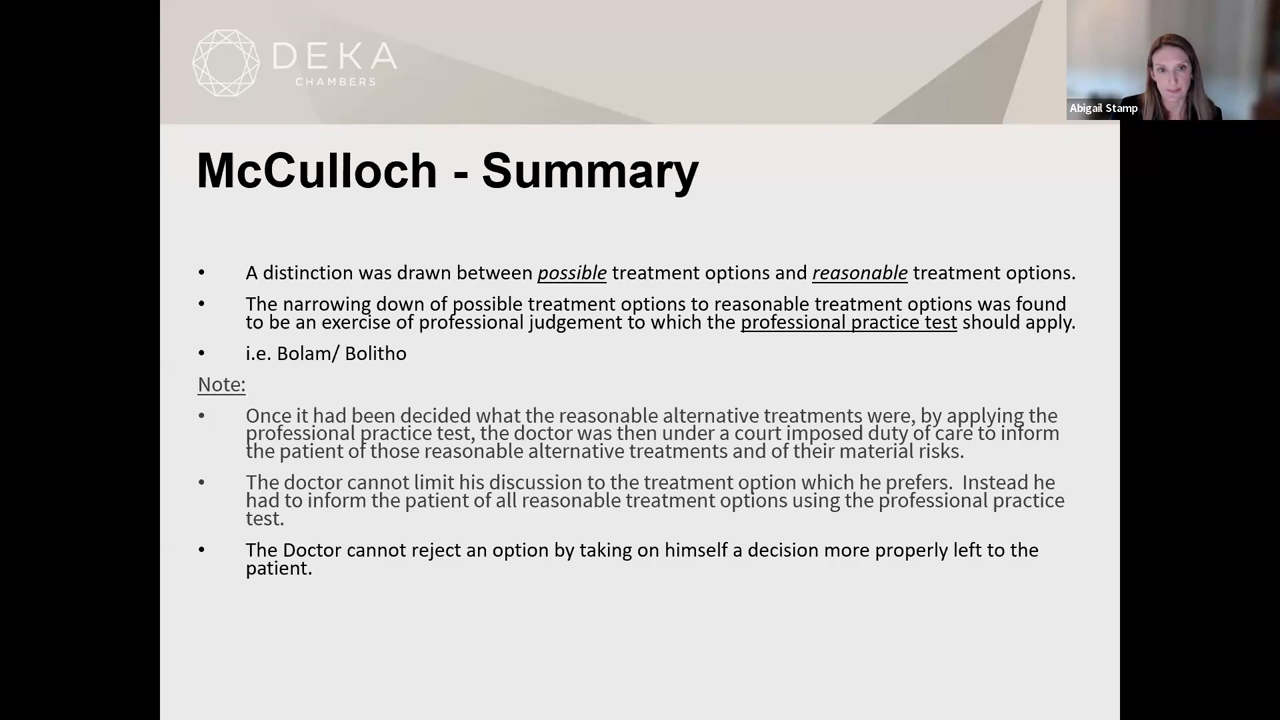 DEKA
CHAMBERS
Abigail Stamp
McCulloch - Summary
• A distinction was drawn between possible treatment options and reasonable treatment options.
• The narrowing down of possible treatment options to reasonable treatment options was found
to be an exercise of professional judgement to which the professional practice test should apply.
• i.e. Bolam/ Bolitho
Note:
• Once it had been decided what the reasonable alternative treatments were, by applying the
professional practice test, the doctor was then under a court imposed duty of care to inform
the patient of those reasonable alternative treatments and of their material risks.
• The doctor cannot limit his discussion to the treatment option which he prefers.  Instead he
had to inform the patient of all reasonable treatment options using the professional practice
test.
• The Doctor cannot reject an option by taking on himself a decision more properly left to the
patient.